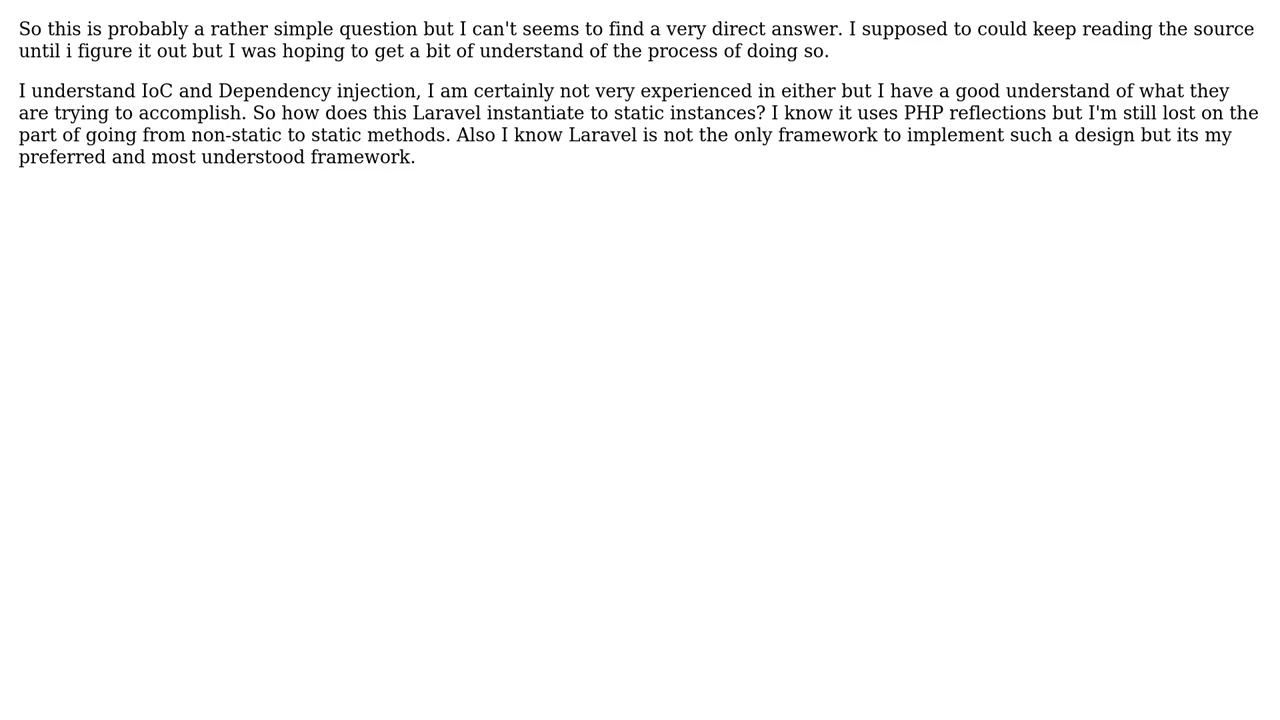 So this is probably a rather simple question but I can't seems to find a very direct answer. I supposed to could keep reading the source
until i figure it out but I was hoping to get a bit of understand of the process of doing so.
I understand IoC and Dependency injection, I am certainly not very experienced in either but I have a good understand of what they
are trying to accomplish. So how does this Laravel instantiate to static instances? I know it uses PHP reflections but I'm still lost on the
part of going from non-static to static methods. Also I know Laravel is not the only framework to implement such a design but its my
preferred and most understood framework.